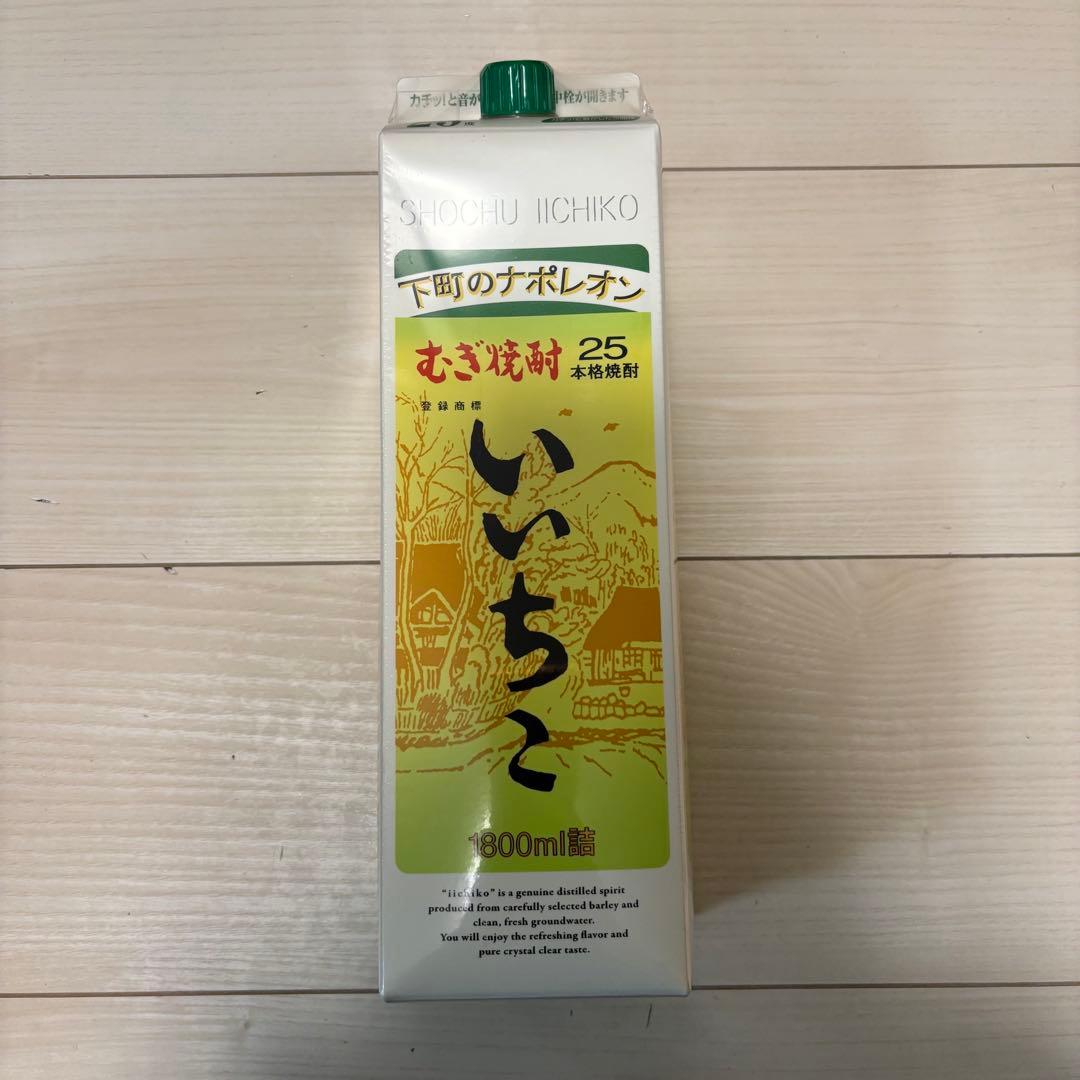 カチッ!と音が 中栓が開きます
25度
SHOCHU IICHIKO
下町のナポレオン
むぎ焼酎 25
本格焼酎
登録商標
いいちこ
1800ml詰
"iichiko" is a genuine distilled spirit
produced from carefully selected barley and
clean, fresh groundwater.
You will enjoy the refreshing flavor and
pure crystal clear taste.